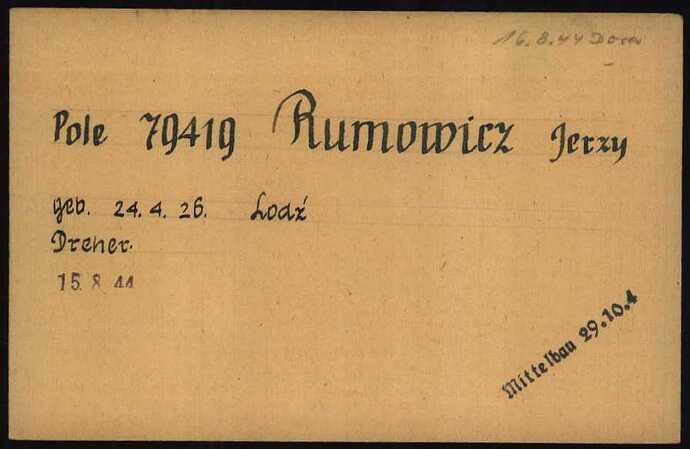 16.8.44 Dora
Pole 79419 Rumowicz Jerzy
geb. 24.4.26. Lodź
Dreher.
15. 8. 44
Mittelbau 29.10.4